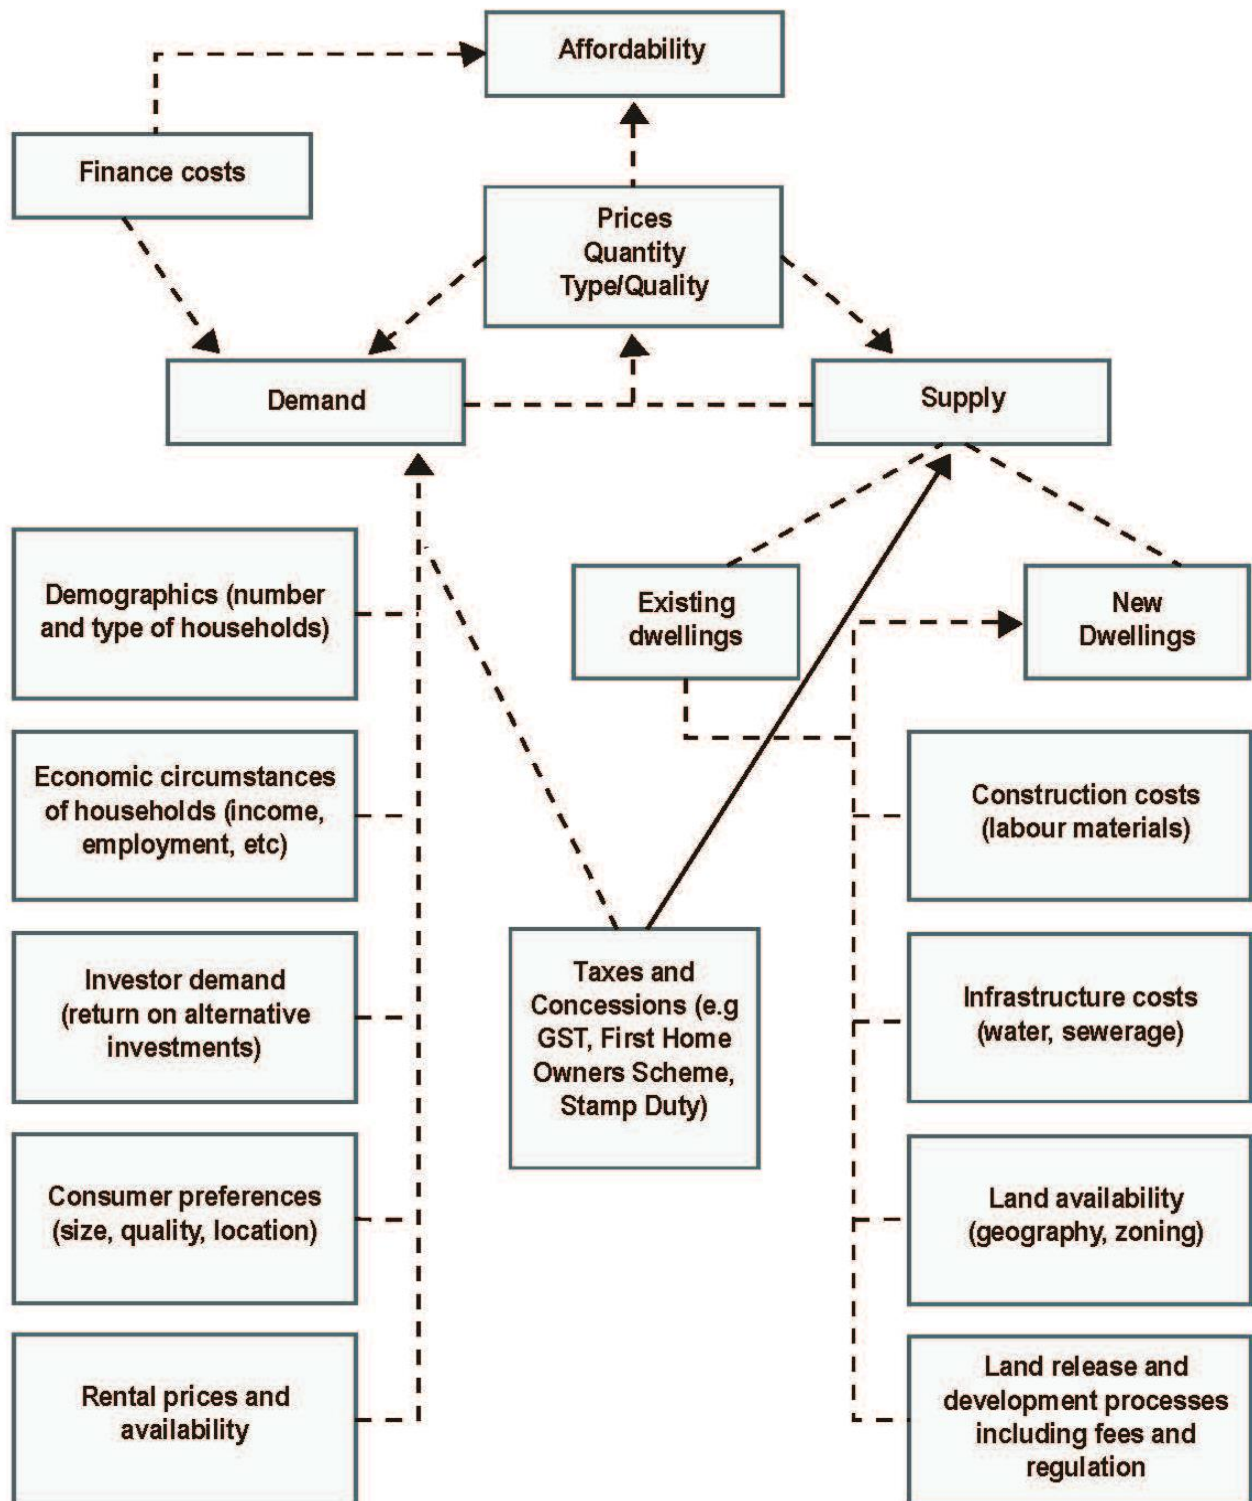 Affordability
Finance costs
Prices
Quantity
Type/Quality
Demand
Supply
Demographics (number
and type of households)
Existing
dwellings
New
Dwellings
Economic circumstances
of households (income,
employment, etc)
Construction costs
(labour materials)
Investor demand
(return on alternative
investments)
Taxes and
Concessions (e.g
GST, First Home
Owners Scheme,
Stamp Duty)
Infrastructure costs
(water, sewerage)
Consumer preferences
(size, quality, location)
Land availability
(geography, zoning)
Rental prices and
availability
Land release and
development processes
including fees and
regulation